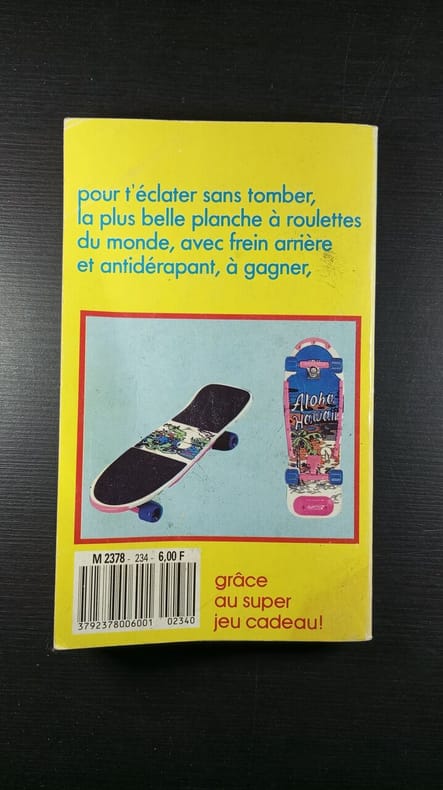 pour t'éclater sans tomber,
la plus belle planche à roulettes
du monde, avec frein arrière
et antidérapant, à gagner,
Aloha
Hawaii
M 2378 - 234 - 6,00 F
3792378006001 02340
grâce
au super
jeu cadeau!